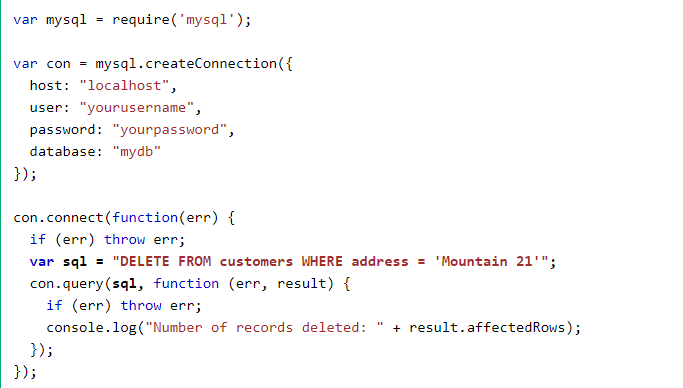 var mysql = require('mysql');

var con = mysql.createConnection({
  host: "localhost",
  user: "yourusername",
  password: "yourpassword",
  database: "mydb"
});

con.connect(function(err) {
  if (err) throw err;
  var sql = "DELETE FROM customers WHERE address = 'Mountain 21'";
  con.query(sql, function (err, result) {
    if (err) throw err;
    console.log("Number of records deleted: " + result.affectedRows);
  });
});